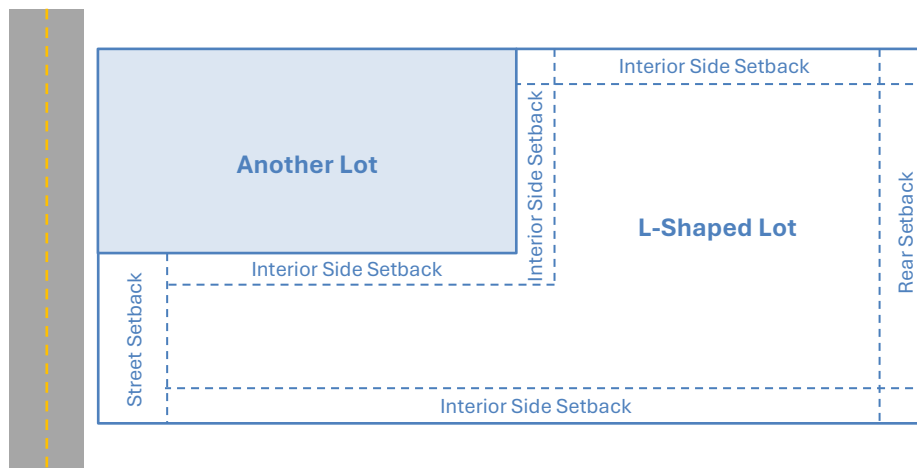 Interior Side Setback
Another Lot
Interior Side Setback
L-Shaped Lot
Rear Setback
Interior Side Setback
Street Setback
Interior Side Setback